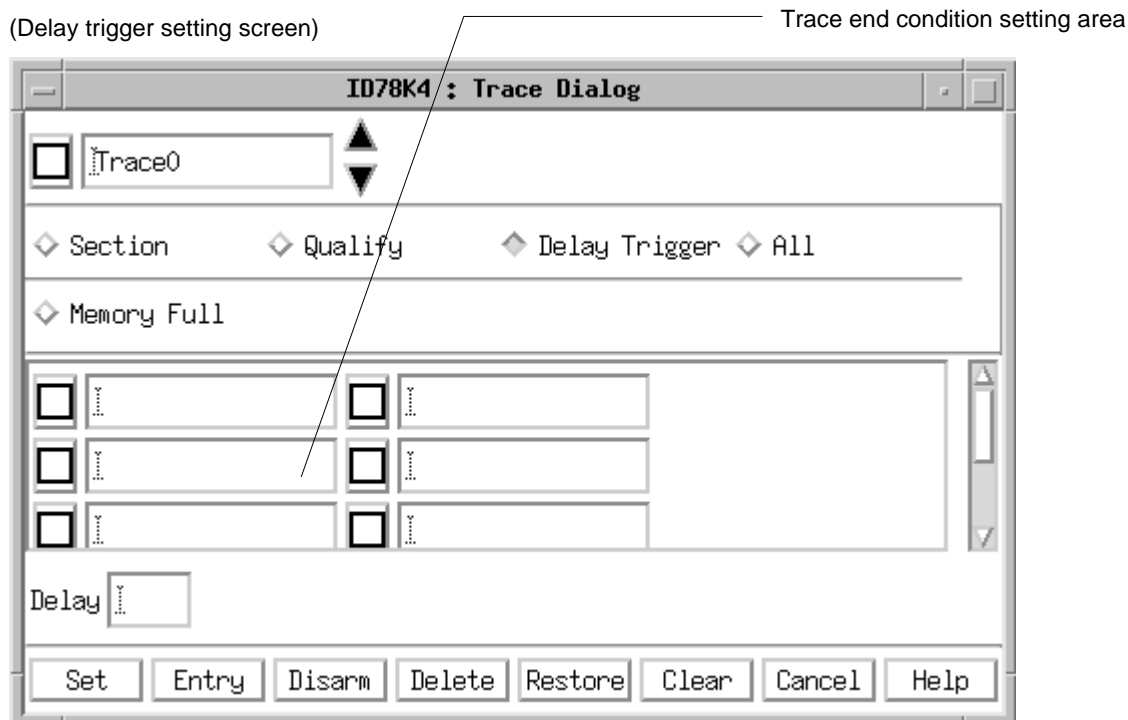 (Delay trigger setting screen)
Trace end condition setting area
ID78K4 : Trace Dialog
Trace0
Section Qualify Delay Trigger All
Memory Full
Delay
Set Entry Disarm Delete Restore Clear Cancel Help